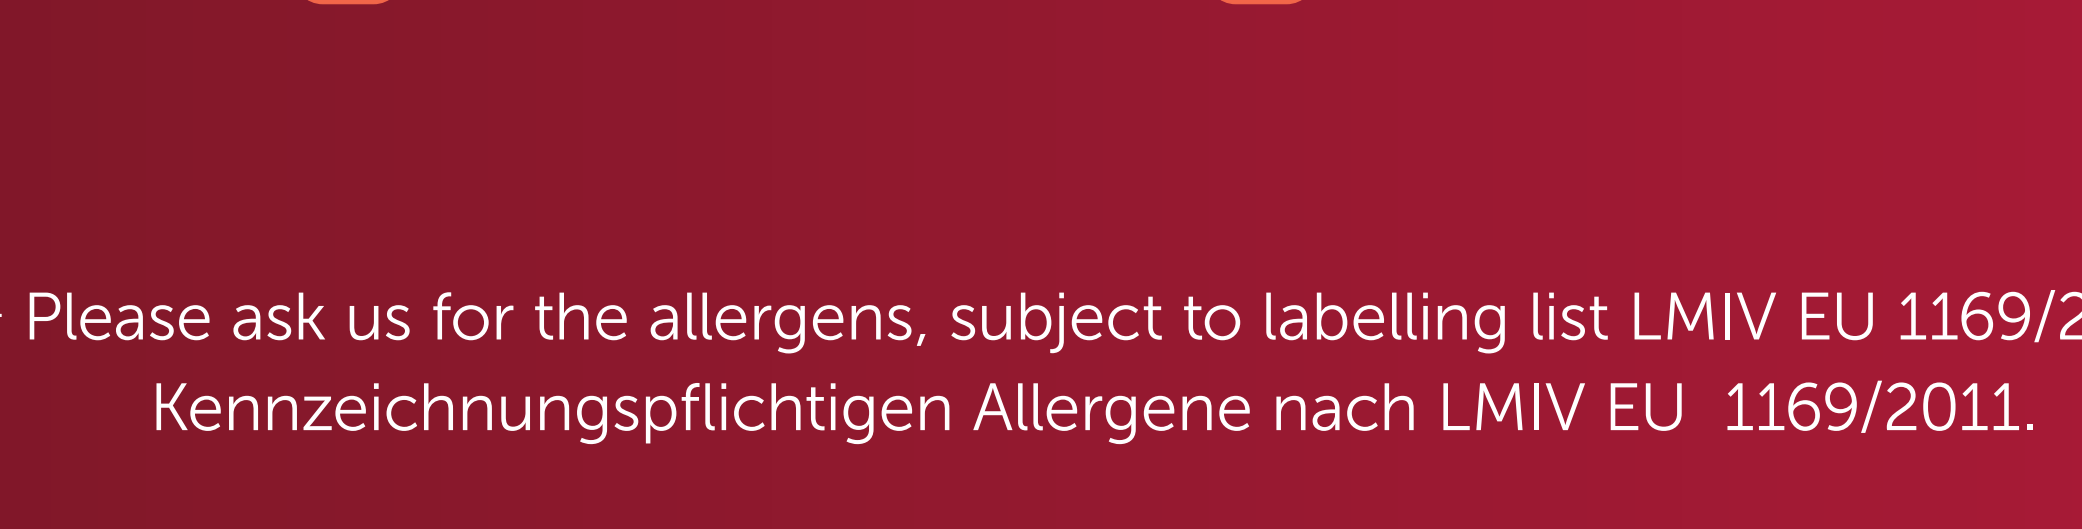 Please ask us for the allergens, subject to labelling list LMIV EU 1169/2
Kennzeichnungspflichtigen Allergene nach LMIV EU 1169/2011.